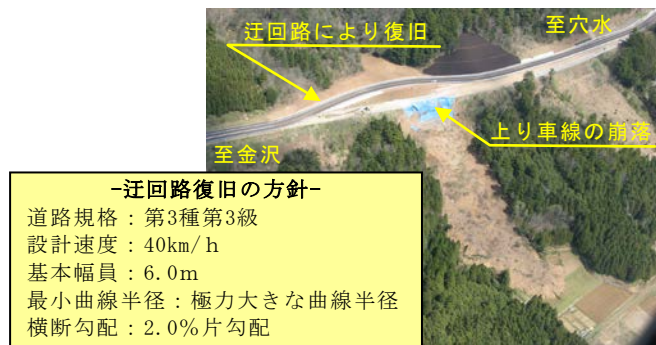 迂回路により復旧
至穴水
上り車線の崩落
至金沢
−迂回路復旧の方針−
道路規格：第3種第3級
設計速度：40km/h
基本幅員：6.0m
最小曲線半径：極力大きな曲線半径
横断勾配：2.0%片勾配